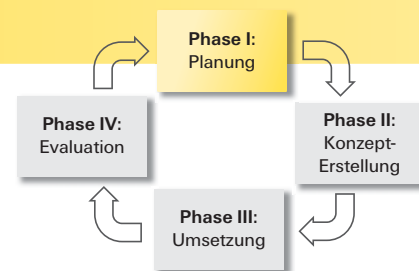 Phase I:
Planung
Phase II:
Konzept-
Erstellung
Phase III:
Umsetzung
Phase IV:
Evaluation